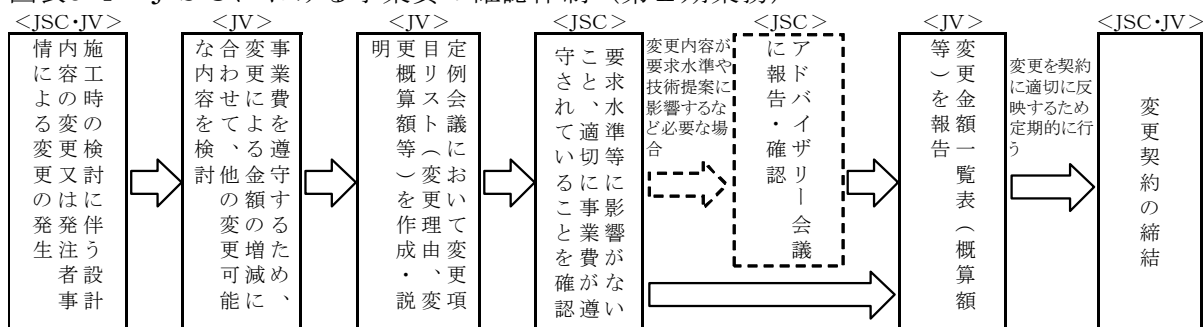 JSCにおける事業費の確認体制
<JSC・JV>
施工時の検討に伴う設計
内容の変更又は発注者事
情による変更の発生
<JV>
事業費を遵守するため、
変更による金額の増減に
合わせて、他の変更可能
な内容を検討
<JV>
定例会議において変更項
目リスト（変更理由、変
更概算額等）を作成・説
明
<JSC>
要求水準等に影響がない
こと、適切に事業費が遵
守されていることを確認
変更内容が
要求水準や
技術提案に
影響するな
ど必要な場
合
<JSC>
アドバイザリー会議
に報告・確認
<JV>
変更金額一覧表（概算額
等）を報告
変更を契約
に適切に反
映するため
定期的に行
う
<JSC・JV>
変更契約の締結